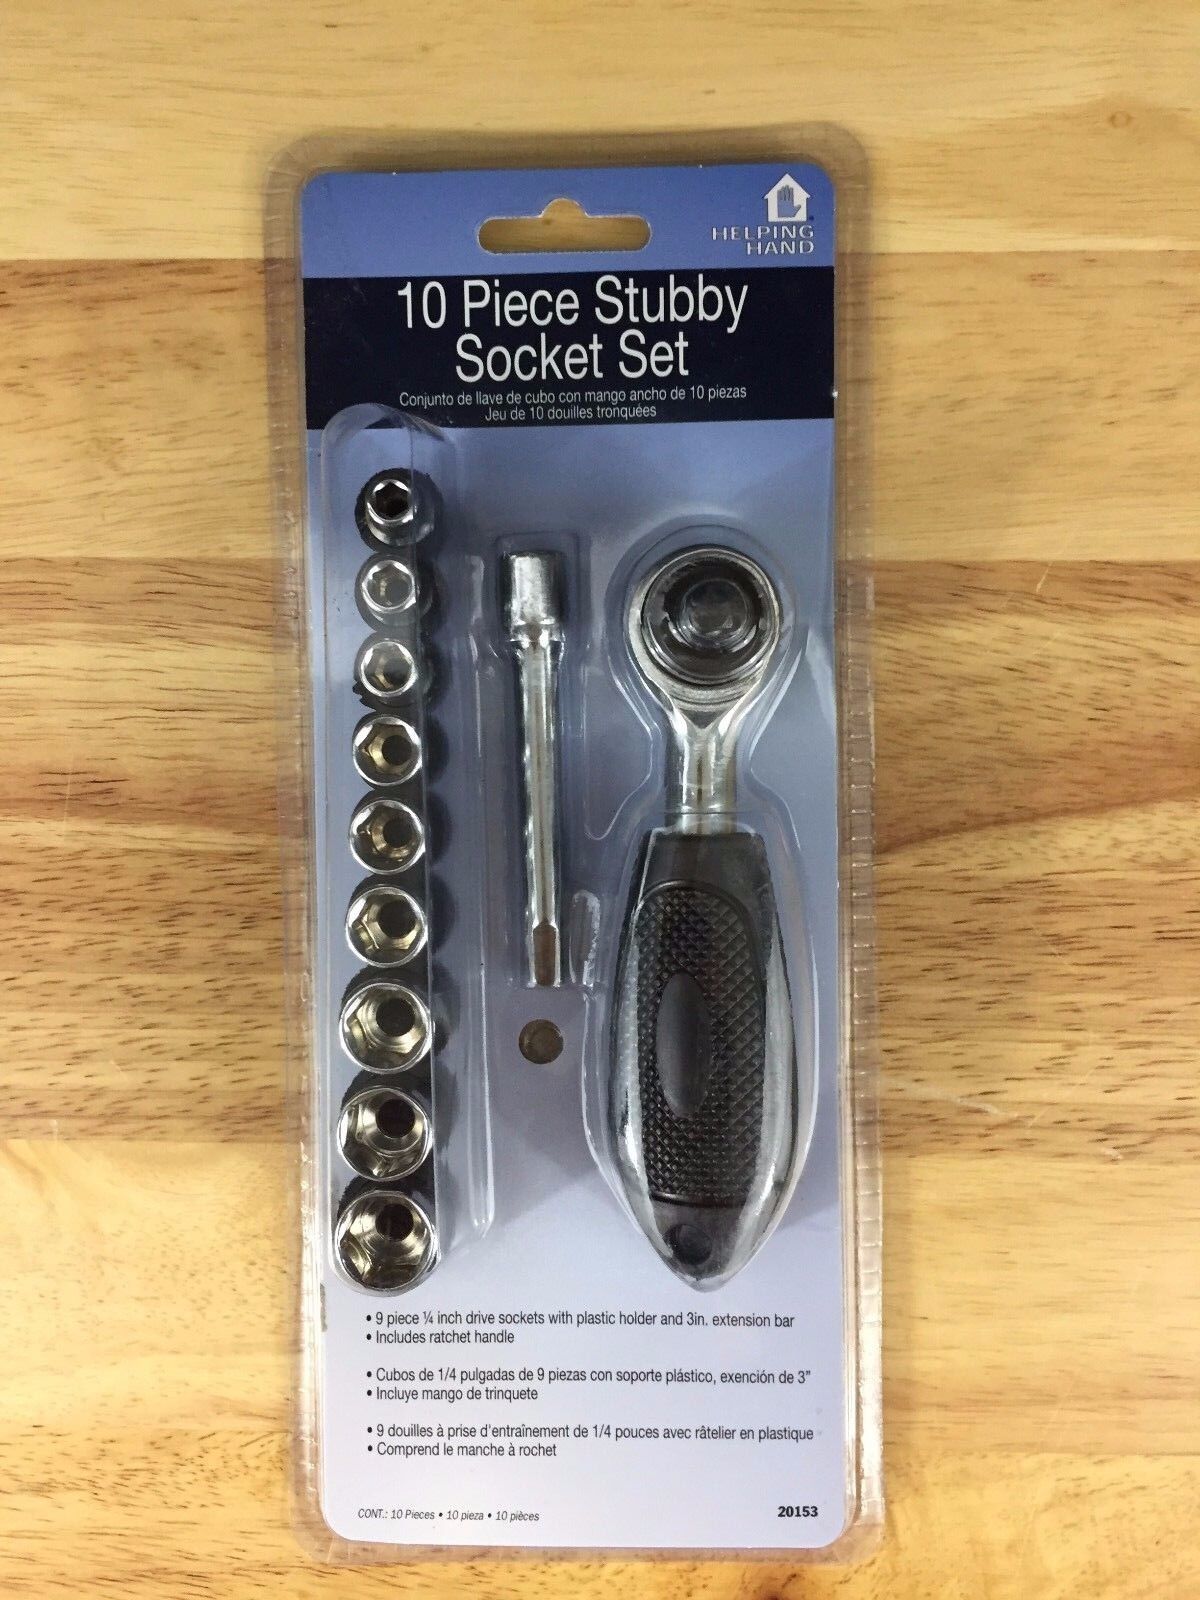 HELPING
HAND
10 Piece Stubby
Socket Set
Conjunto de llave de cubo con mango ancho de 10 piezas
Jeu de 10 douilles tronquées
• 9 piece ¼ inch drive sockets with plastic holder and 3in. extension bar
• Includes ratchet handle
• Cubos de 1/4 pulgadas de 9 piezas con soporte plástico, exención de 3”
• Incluye mango de trinquete
• 9 douilles à prise d'entraînement de 1/4 pouces avec râtelier en plastique
• Comprend le manche à rochet
CONT.: 10 Pieces • 10 pieza • 10 pièces
20153